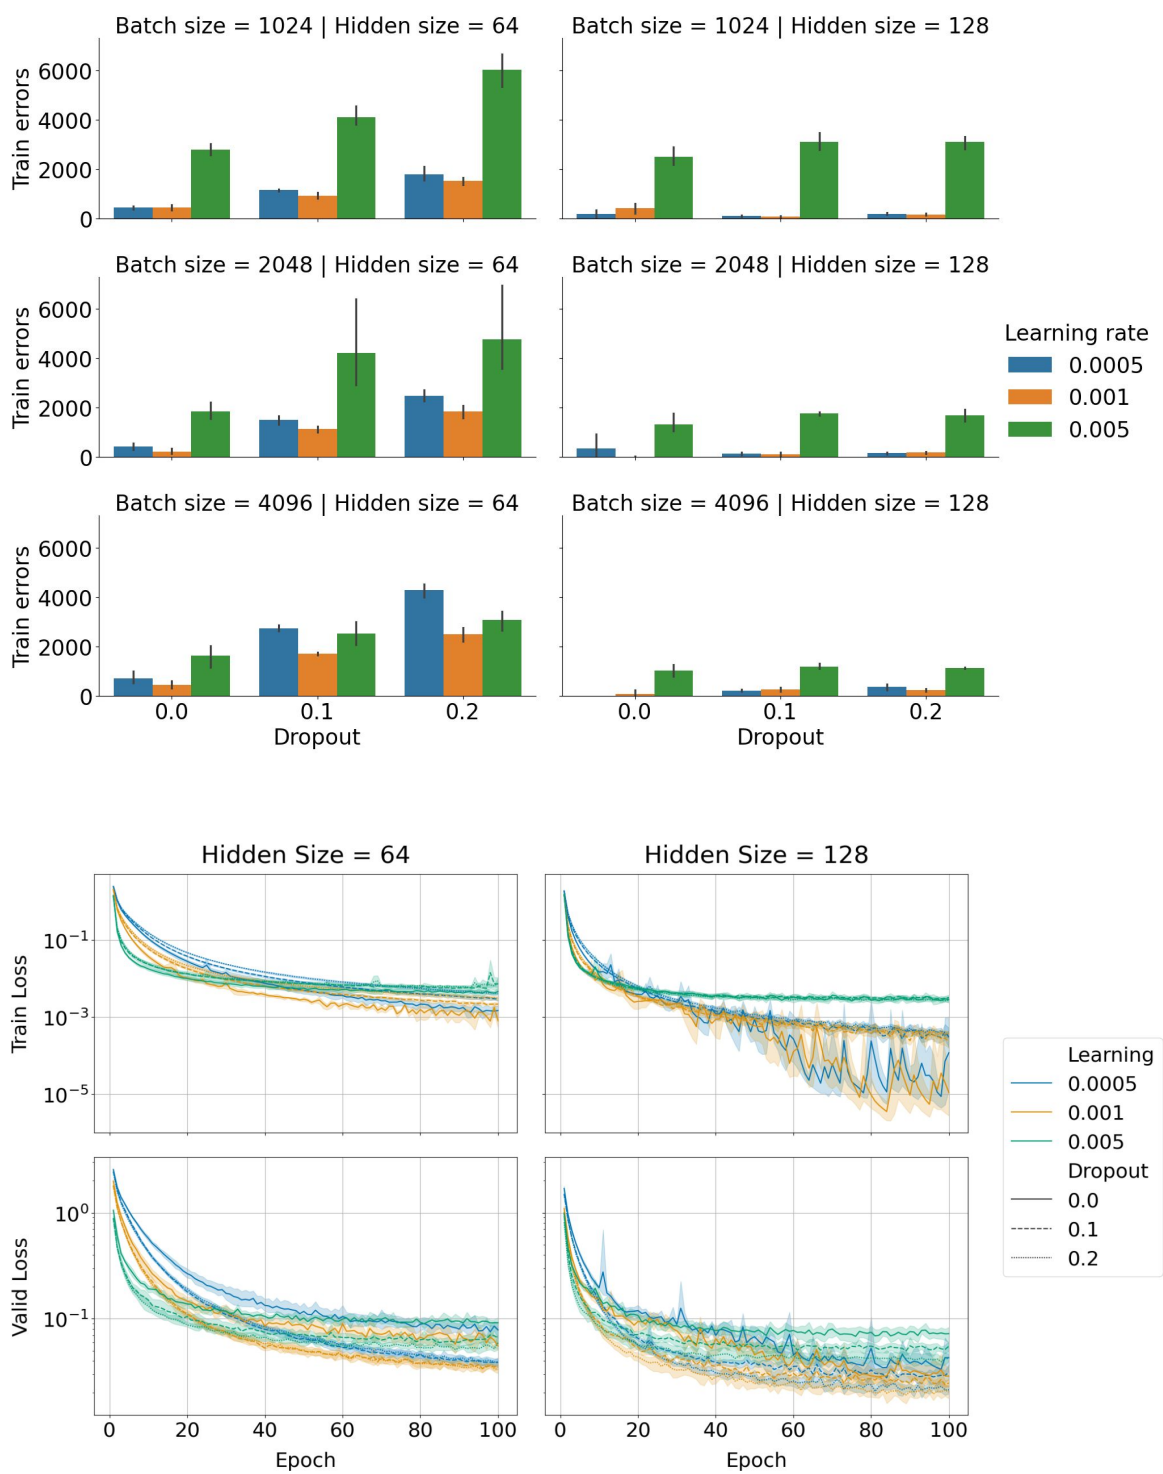 Batch size = 1024 | Hidden size = 64
Batch size = 1024 | Hidden size = 128
Train errors
6000
4000
2000
0
Batch size = 2048 | Hidden size = 64
Batch size = 2048 | Hidden size = 128
Train errors
6000
4000
2000
0
Learning rate
0.0005
0.001
0.005
Batch size = 4096 | Hidden size = 64
Batch size = 4096 | Hidden size = 128
Train errors
6000
4000
2000
0
0.0 0.1 0.2
0.0 0.1 0.2
Dropout
Dropout
Hidden Size = 64
Hidden Size = 128
Train Loss
10⁻¹
10⁻³
10⁻⁵
Learning
0.0005
0.001
0.005
Dropout
0.0
0.1
0.2
Valid Loss
10⁰
10⁻¹
0 20 40 60 80 100
0 20 40 60 80 100
Epoch
Epoch